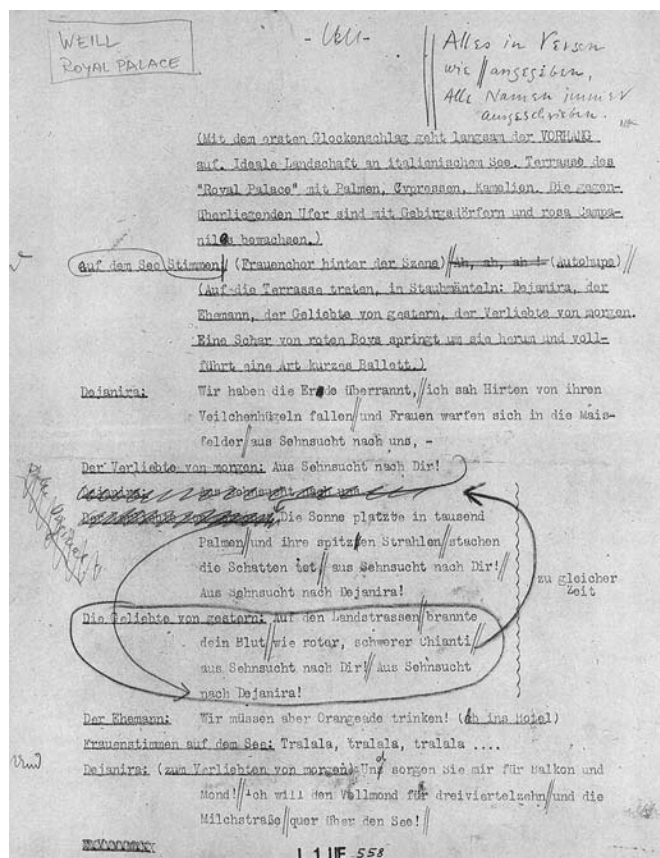 WEILL
ROYAL PALACE
Alles in Versen
wie || angegeben,
Alle Namen immer
ausgeschrieben.
(Mit dem ersten Glockenschlag geht langsam der VORHANG
auf. Ideale Landschaft an italienischem See. Terrasse des
"Royal Palace" mit Palmen, Cypressen, Kamelien. Die gegen-
überliegenden Ufer sind mit Gebirgsdörfern und rosa Campa-
niles bewachsen.)
auf dem See Stimmen (Frauenchor hinter der Szene)|| Ah, ah, ah ! (Autohupe) ||
(Auf die Terrasse treten, in Staubmänteln: Dejanira, der
Ehemann, der Geliebte von gestern, der Verliebte von morgen.
Eine Schar von roten Boys springt um sie herum und voll-
führt eine Art kurzes Ballett.)
Dejanira: Wir haben die Erde überrannt,||ich sah Hirten von ihren
Veilchenhügeln fallen||und Frauen warfen sich in die Mais-
felder||aus Sehnsucht nach uns, -
Der Verliebte von morgen: Aus Sehnsucht nach Dir!
Dejanira: Aus Sehnsucht nach uns
Die Sonne platzte in tausend
Palmen||und ihre spitzen Strahlen||stachen
die Schatten tot||aus Sehnsucht nach Dir!||
Aus Sehnsucht nach Dejanira!
zu gleicher
Zeit
Die Geliebte von gestern: Auf den Landstrassen||brannte
dein Blut||wie roter, schwerer Chianti||
aus Sehnsucht nach Dir!||Aus Sehnsucht
nach Dejanira!
Der Ehemann: Wir müssen aber Orangeade trinken! (ab ins Hotel)
Frauenstimmen auf dem See: Tralala, tralala, tralala ....
Dejanira: (zum Verliebten von morgen) Und sorgen Sie mir für Balkon und
Mond!||Ich will den Vollmond für dreiviertelzehn||und die
Milchstraße||quer über den See!||
558